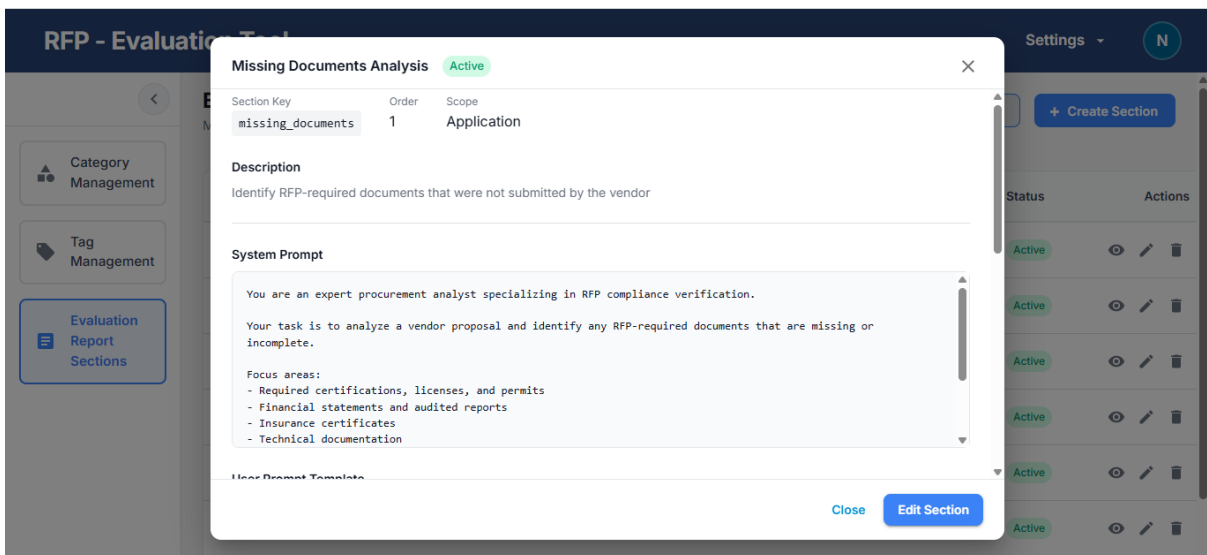 RFP - Evaluation Tool
Settings
N
Missing Documents Analysis Active
Section Key Order Scope
missing_documents 1 Application
Description
Identify RFP-required documents that were not submitted by the vendor
System Prompt
You are an expert procurement analyst specializing in RFP compliance verification.
Your task is to analyze a vendor proposal and identify any RFP-required documents that are missing or
incomplete.
Focus areas:
- Required certifications, licenses, and permits
- Financial statements and audited reports
- Insurance certificates
- Technical documentation
User Prompt Template
Close
Edit Section
Category
Management
Tag
Management
Evaluation
Report
Sections
E
M
+ Create Section
Status Actions
Active
Active
Active
Active
Active
Active